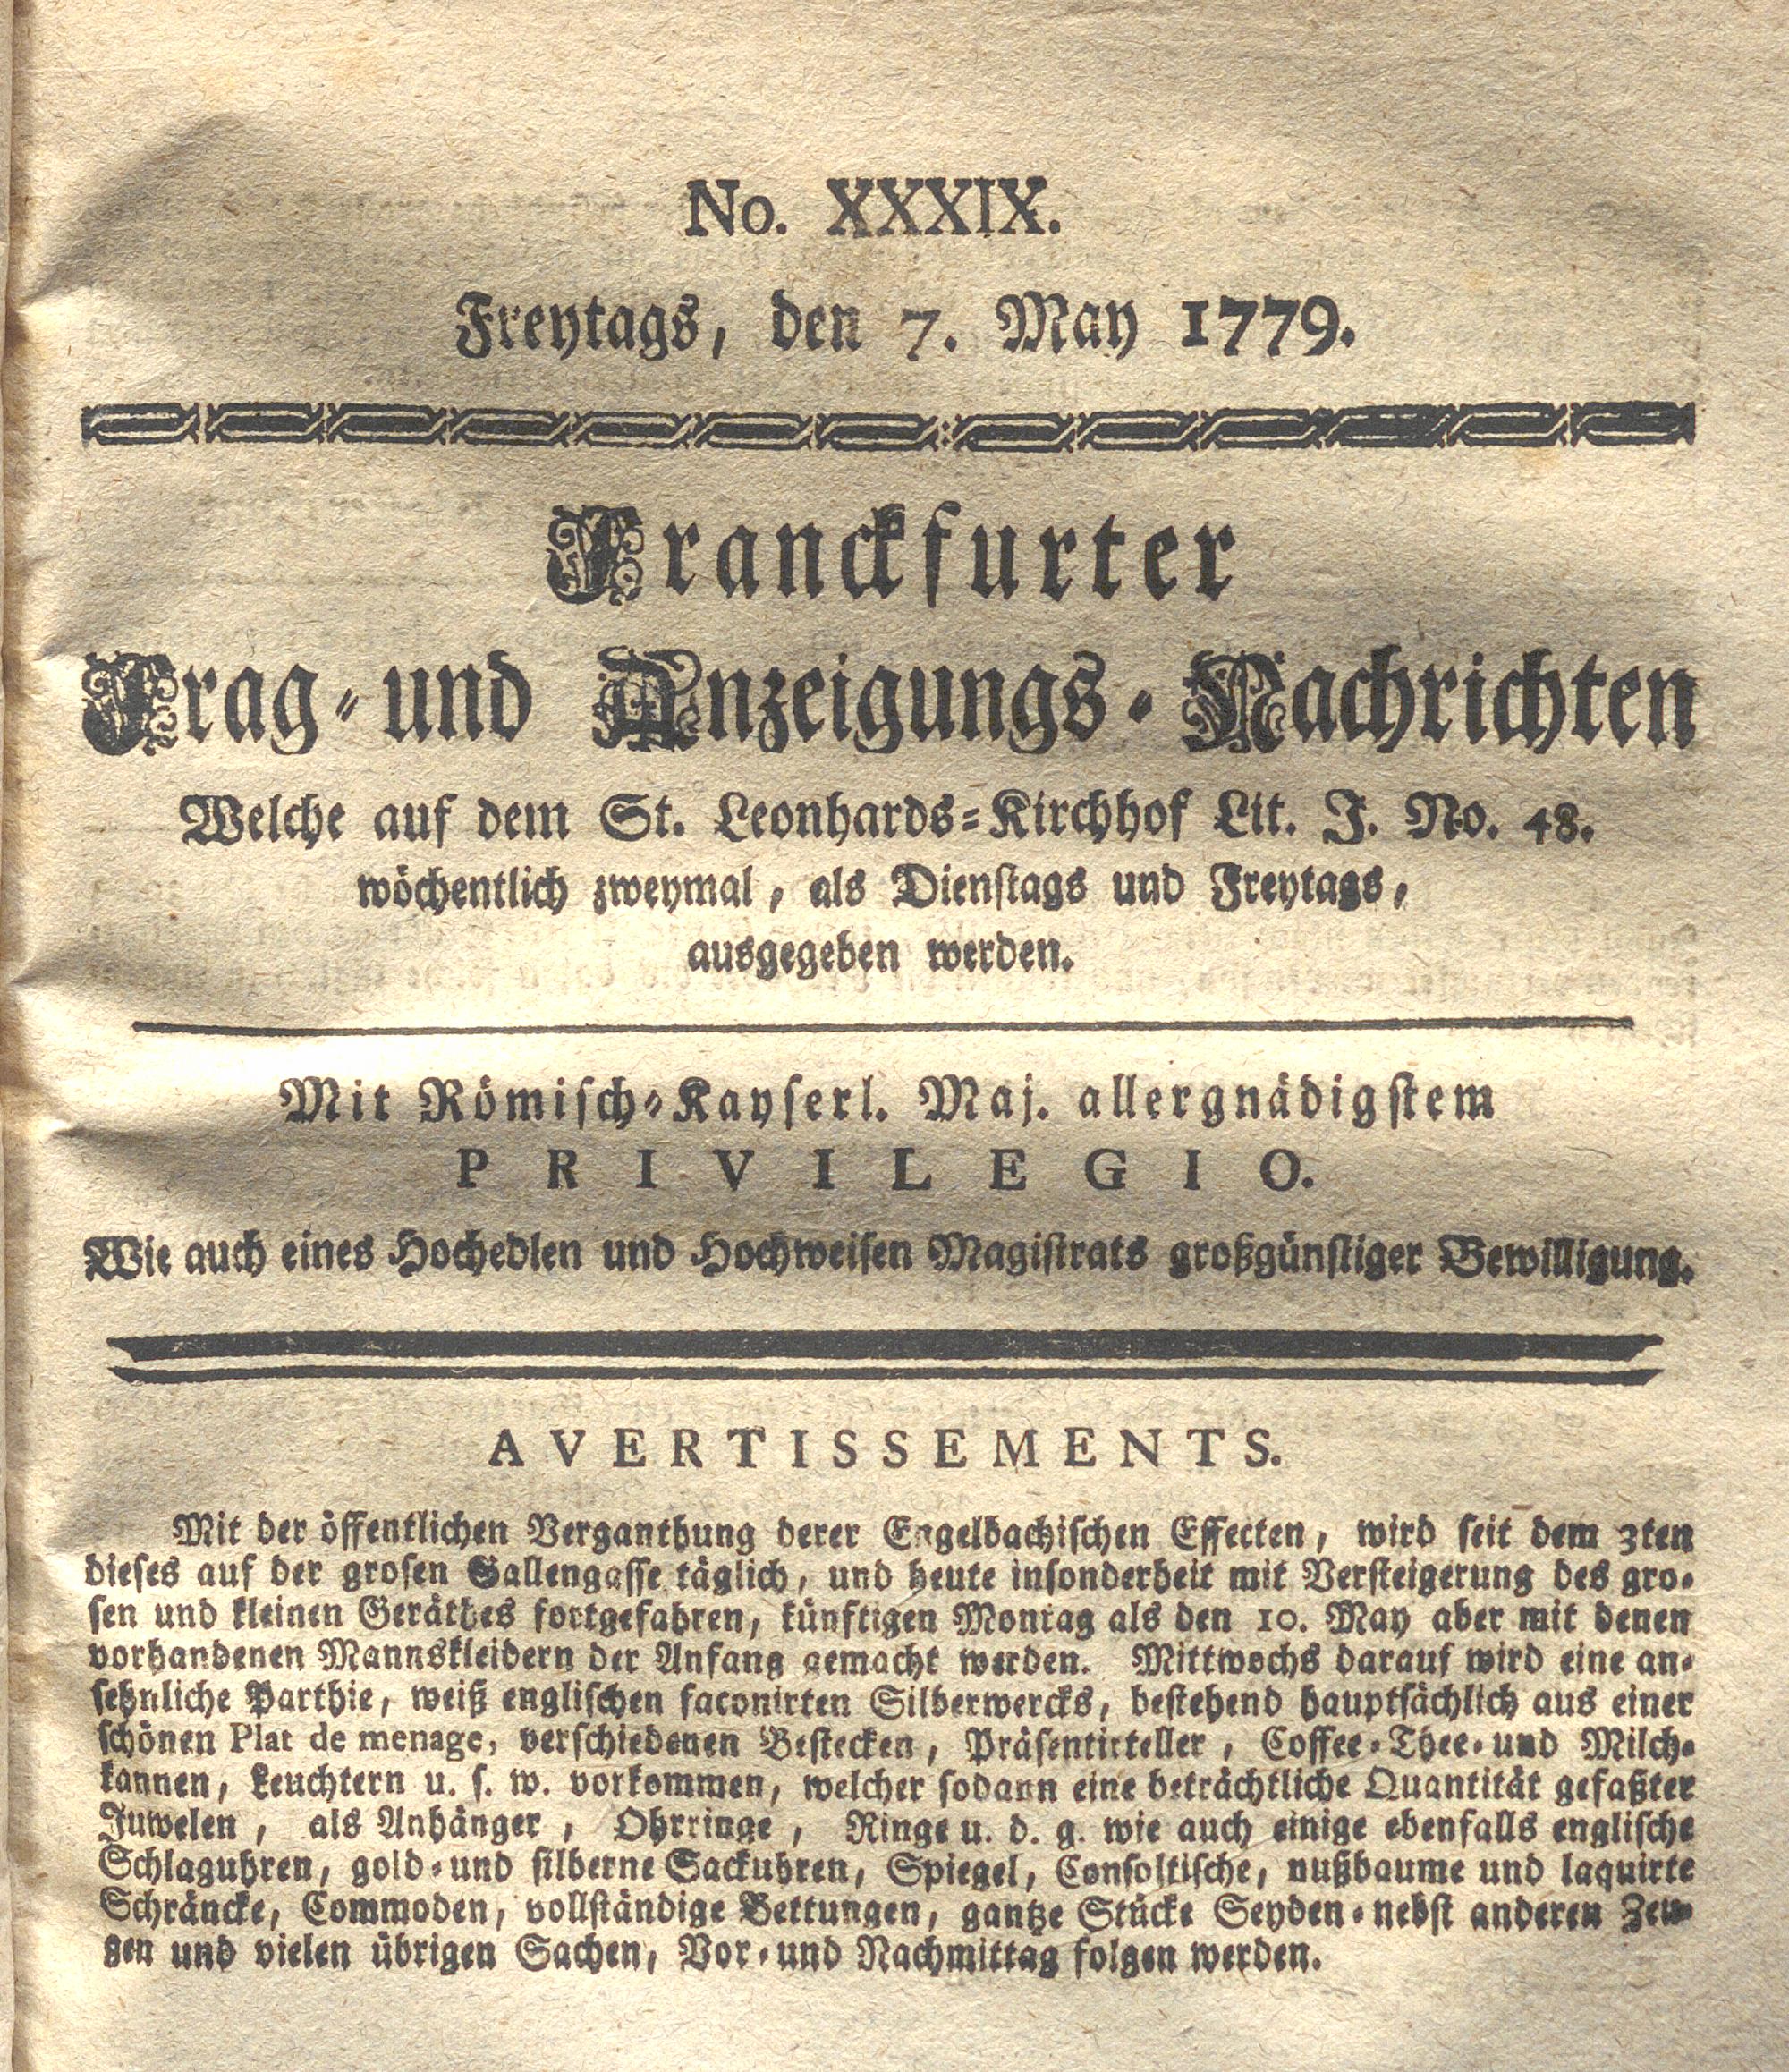 No. XXXIX.
Freytags, den 7. May 1779.
Franckfurter
Frag- und Anzeigungs-Nachrichten
Welche auf dem St. Leonhards-Kirchhof Lit. J. No. 48.
wöchentlich zweymal, als Dienstags und Freytags,
ausgegeben werden.
Mit Römisch-Kayserl. Maj. allergnädigstem
PRIVILEGIO.
Wie auch eines Hochedlen und Hochweisen Magistrats großgünstiger Bewilligung.
AVERTISSEMENTS.
Mit der öffentlichen Verganthung derer Engelbachischen Effecten, wird seit dem 3ten
dieses auf der grosen Gallengasse täglich, und heute insonderheit mit Versteigerung des gro-
sen und kleinen Geräthes fortgefahren, künftigen Montag als den 10. May aber mit denen
vorhandenen Mannskleidern der Anfang gemacht werden. Mittwochs darauf wird eine an-
sehnliche Parthie, weiß englischen faconirten Silberwercks, bestehend hauptsächlich aus einer
schönen Plat de menage, verschiedenen Bestecken, Präsentirteller, Coffee-Thee-und Milch-
kannen, Leuchtern u. s. w. vorkommen, welcher sodann eine beträchtliche Quantität gefaßter
Juwelen, als Anhänger, Ohrringe, Ringe u. d. g. wie auch einige ebenfalls englische
Schlaguhren, gold-und silberne Sackuhren, Spiegel, Consoltische, nußbaume und laquirte
Schräncke, Commoden, vollständige Bettungen, gantze Stücke Seyden-nebst anderen Zeu-
gen und vielen übrigen Sachen, Vor-und Nachmittag folgen werden.